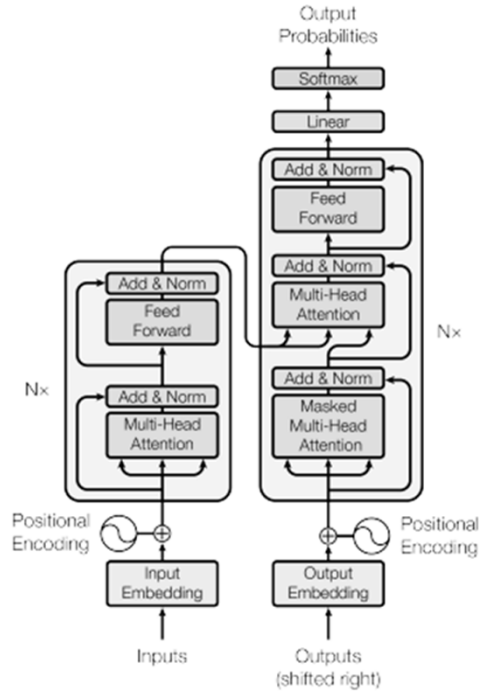 Output
Probabilities
Softmax
Linear
Add & Norm
Feed
Forward
Add & Norm
Multi-Head
Attention
Nx
Add & Norm
Masked
Multi-Head
Attention
Add & Norm
Feed
Forward
Nx
Add & Norm
Multi-Head
Attention
Positional
Encoding
Positional
Encoding
Input
Embedding
Output
Embedding
Inputs
Outputs
(shifted right)